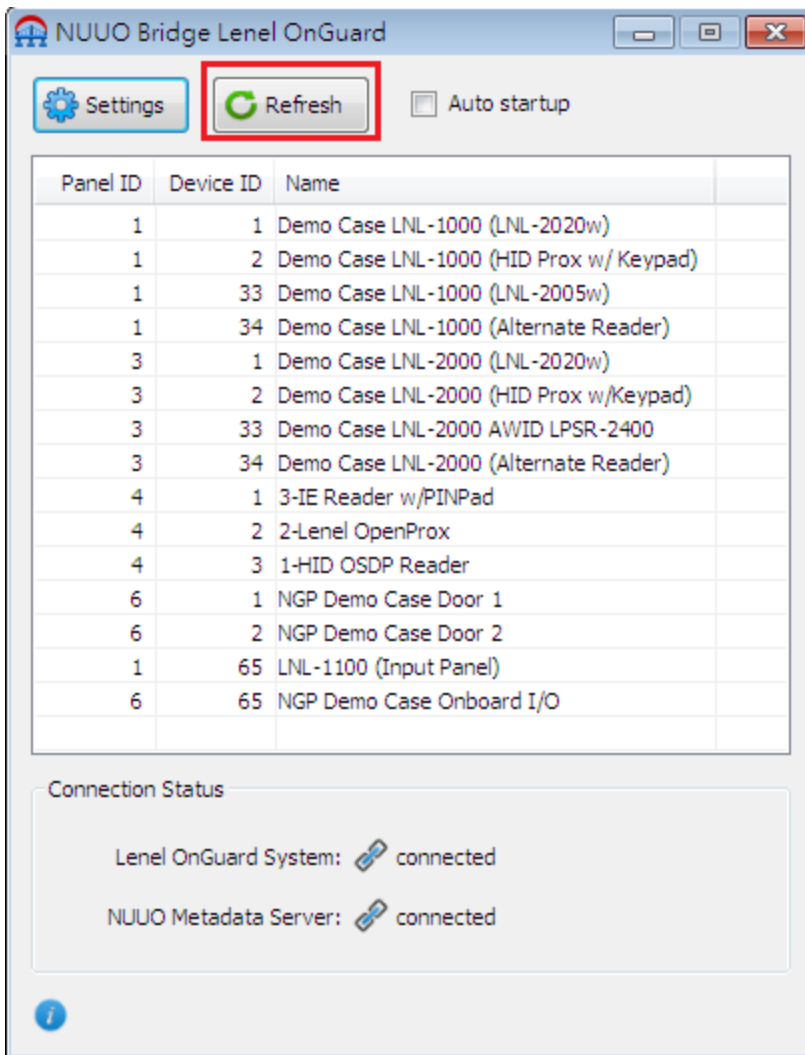 NUUO Bridge Lenel OnGuard
Settings Refresh Auto startup
Panel ID Device ID Name
1 1 Demo Case LNL-1000 (LNL-2020w)
1 2 Demo Case LNL-1000 (HID Prox w/ Keypad)
1 33 Demo Case LNL-1000 (LNL-2005w)
1 34 Demo Case LNL-1000 (Alternate Reader)
3 1 Demo Case LNL-2000 (LNL-2020w)
3 2 Demo Case LNL-2000 (HID Prox w/Keypad)
3 33 Demo Case LNL-2000 AWID LPSR-2400
3 34 Demo Case LNL-2000 (Alternate Reader)
4 1 3-IE Reader w/PINPad
4 2 2-Lenel OpenProx
4 3 1-HID OSDP Reader
6 1 NGP Demo Case Door 1
6 2 NGP Demo Case Door 2
1 65 LNL-1100 (Input Panel)
6 65 NGP Demo Case Onboard I/O
Connection Status
Lenel OnGuard System: connected
NUUO Metadata Server: connected